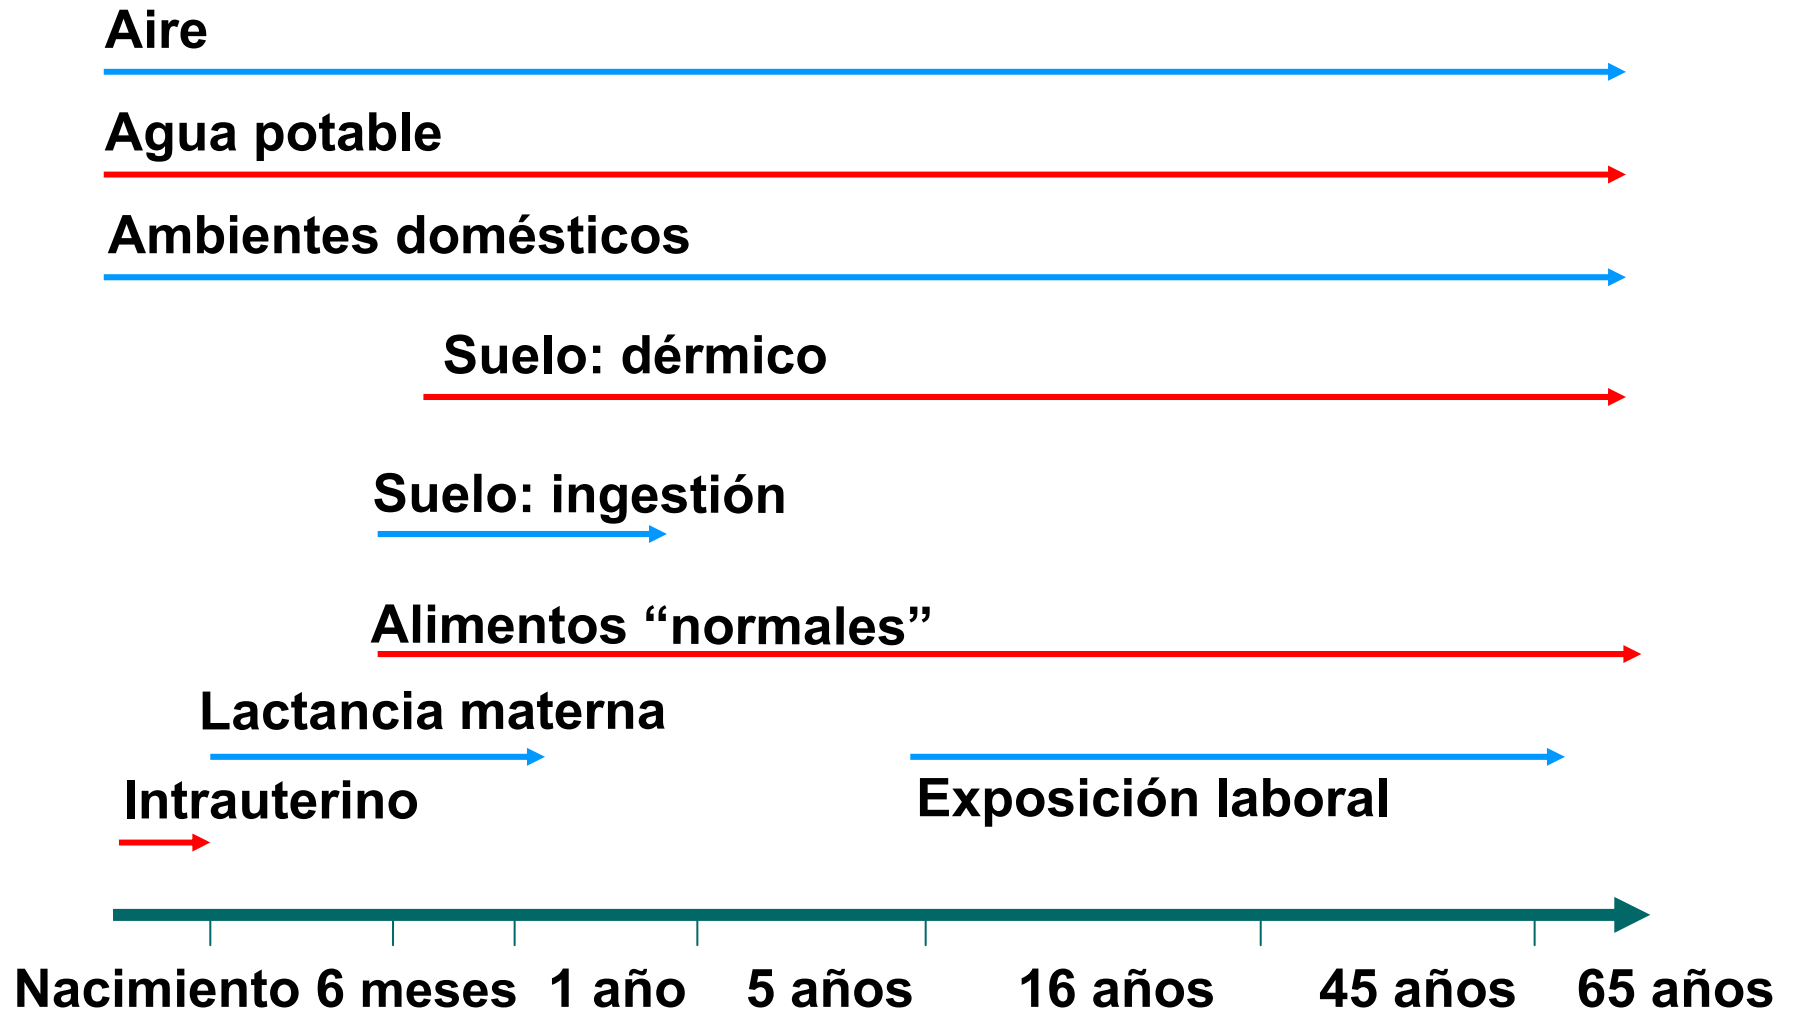 Aire
Agua potable
Ambientes domésticos
Suelo: dérmico
Suelo: ingestión
Alimentos “normales”
Lactancia materna
Intrauterino
Exposición laboral
Nacimiento 6 meses 1 año 5 años 16 años 45 años 65 años